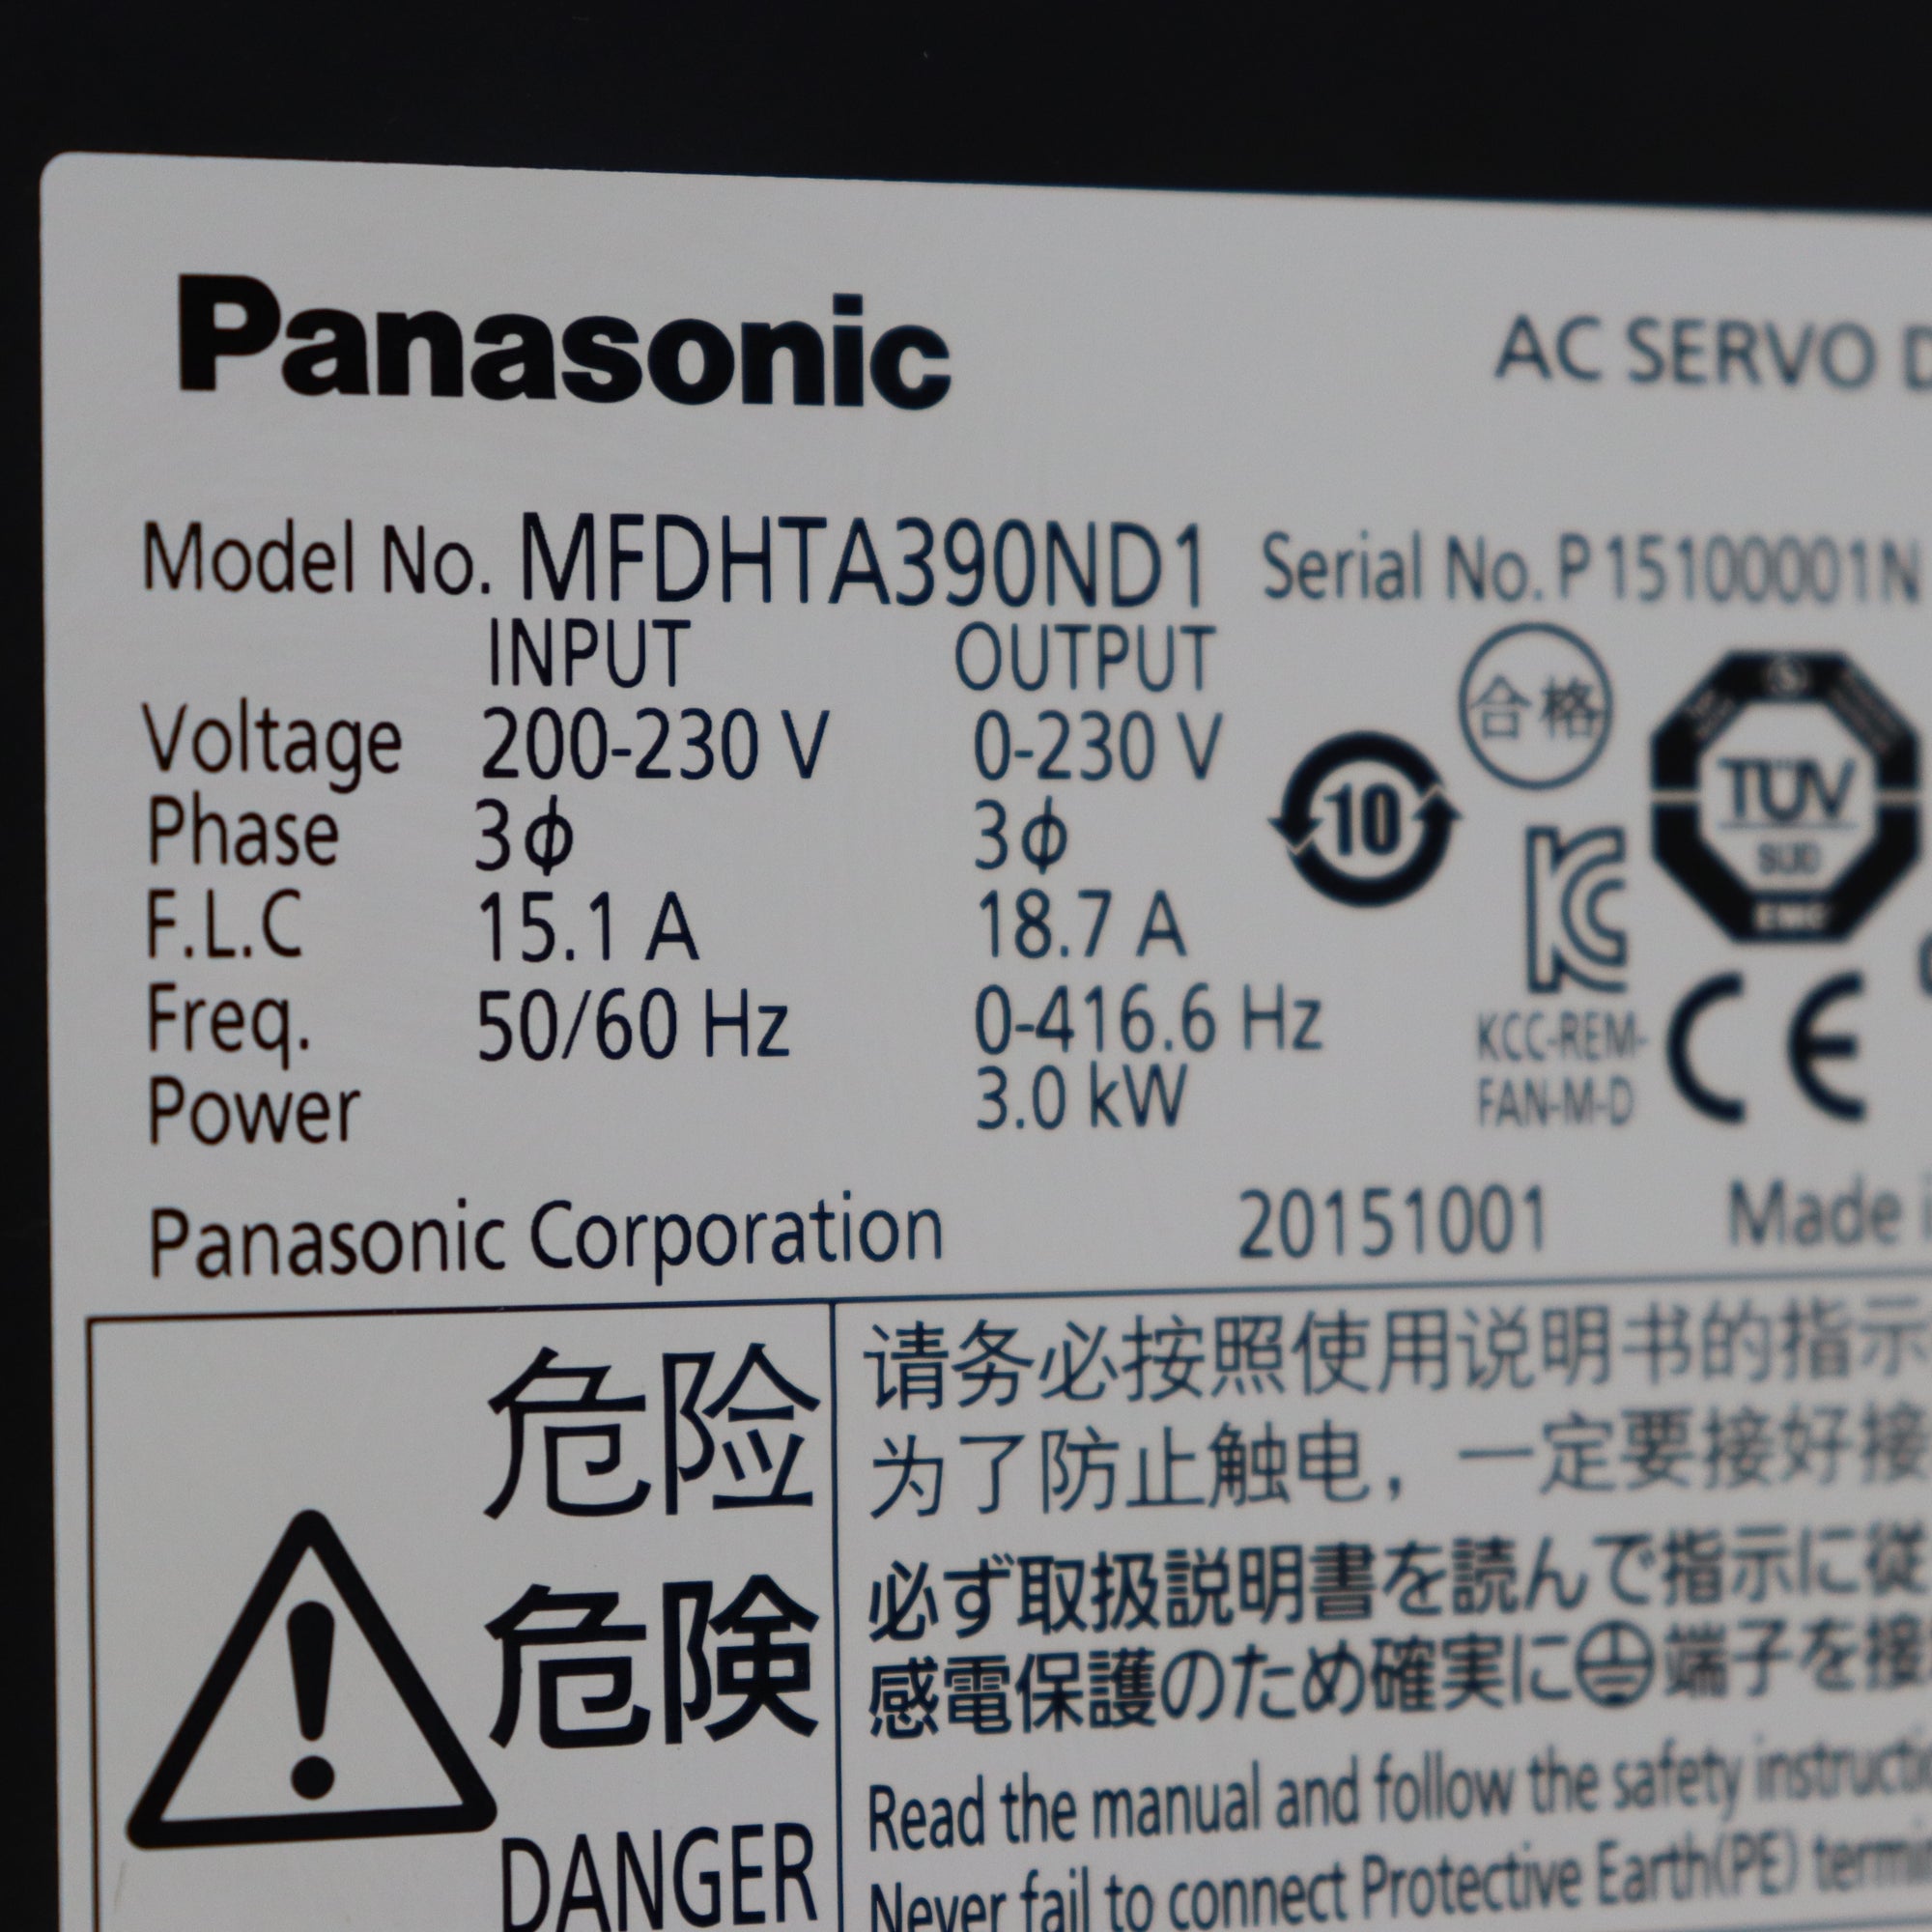 Panasonic
AC SERVO D
Model No. MFDHTA390ND1 Serial No. P15100001N
INPUT OUTPUT
合格
Voltage 200-230 V 0-230 V
10
TÜV
SÜD
EMC
Phase 3ϕ 3ϕ
F.L.C 15.1 A 18.7 A
Freq. 50/60 Hz 0-416.6 Hz
KCC-REM-
FAN-M-D
CE
Power 3.0 kW
Panasonic Corporation 20151001 Made
危险
请务必按照使用说明书的指示
为了防止触电，一定要接好接
危険
必ず取扱説明書を読んで指示に従
感電保護のため確実に⏚端子を接
DANGER
Read the manual and follow the safety instructi
Never fail to connect Protective Earth(PE) termin